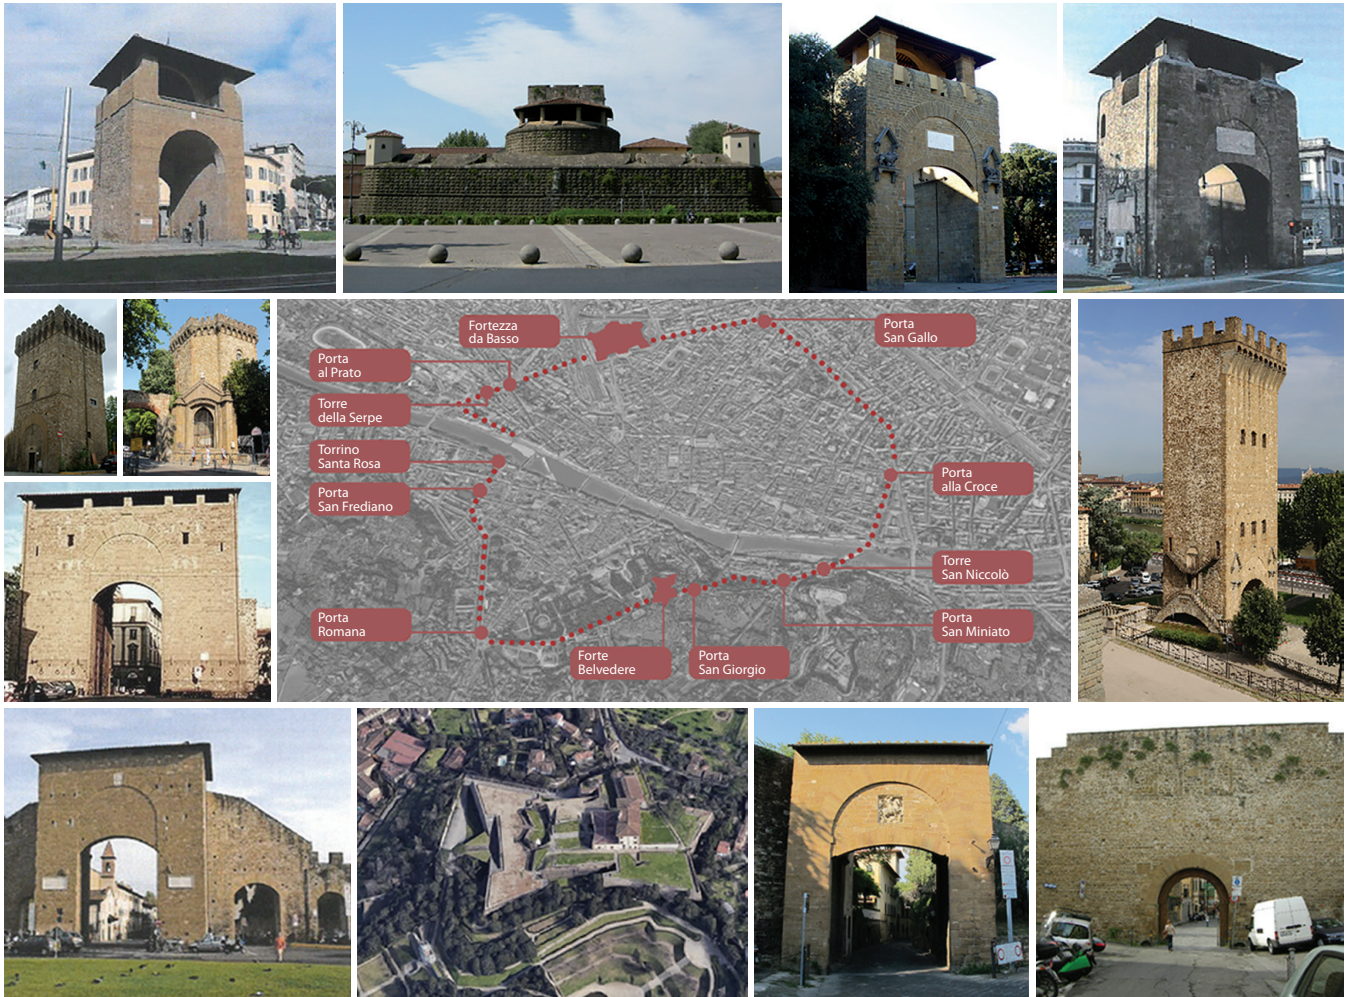 Fortezza
da Basso
Porta
San Gallo
Porta
al Prato
Torre
della Serpe
Torrino
Santa Rosa
Porta
San Frediano
Porta
alla Croce
Torre
San Niccolò
Porta
Romana
Porta
San Miniato
Forte
Belvedere
Porta
San Giorgio